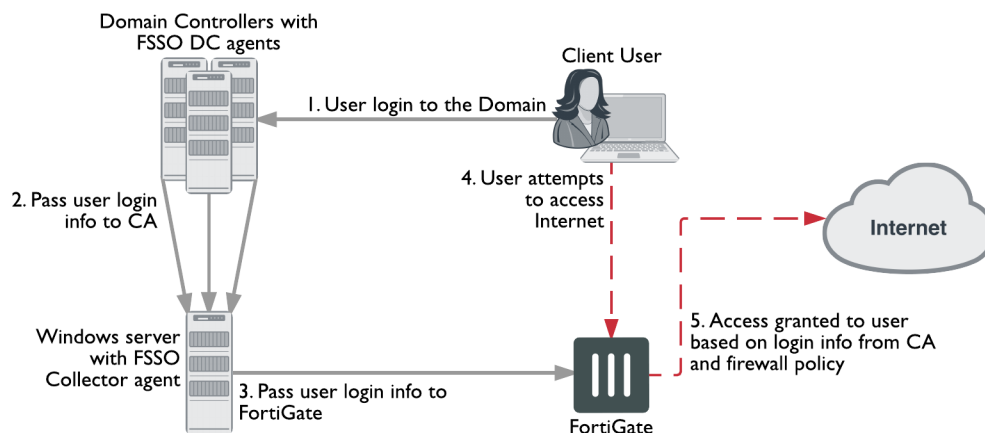 Domain Controllers with
FSSO DC agents
Client User
1. User login to the Domain
2. Pass user login
info to CA
4. User attempts
to access
Internet
Internet
Windows server
with FSSO
Collector agent
3. Pass user login info to
FortiGate
5. Access granted to user
based on login info from CA
and firewall policy
FortiGate